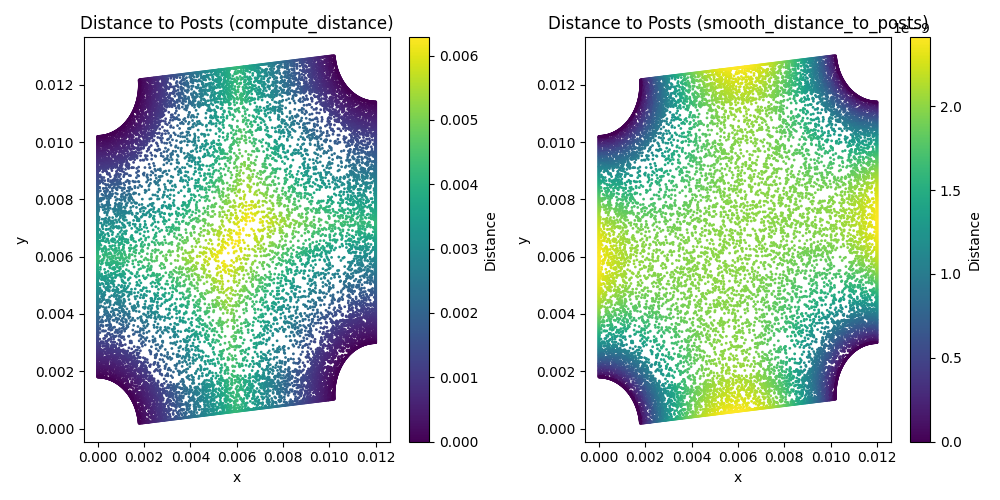 Distance to Posts (compute_distance)
0.012
0.010
0.008
0.006
0.004
0.002
0.000
y
0.000 0.002 0.004 0.006 0.008 0.010 0.012
x
0.006
0.005
0.004
0.003
0.002
0.001
0.000
Distance
Distance to Posts (smooth_distance_to_posts)
1e−9
0.012
0.010
0.008
0.006
0.004
0.002
0.000
y
0.000 0.002 0.004 0.006 0.008 0.010 0.012
x
2.0
1.5
1.0
0.5
0.0
Distance